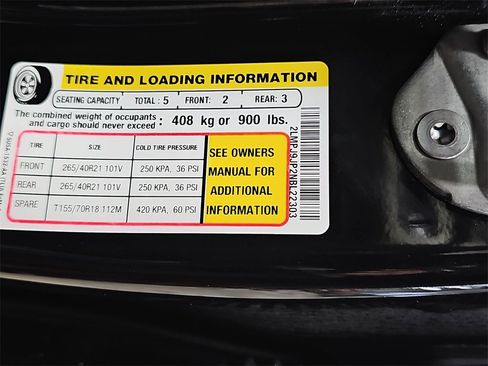 TIRE AND LOADING INFORMATION
SEATING CAPACITY TOTAL : 5 FRONT: 2 REAR: 3
The combined weight of occupants and cargo should never exceed : 408 kg or 900 lbs.
TIRE SIZE COLD TIRE PRESSURE
FRONT 265/40R21 101V 250 KPA, 36 PSI
REAR 265/40R21 101V 250 KPA, 36 PSI
SPARE T155/70R18 112M 420 KPA, 60 PSI
SEE OWNERS
MANUAL FOR
ADDITIONAL
INFORMATION
2LMPJ9JP2NBL22303